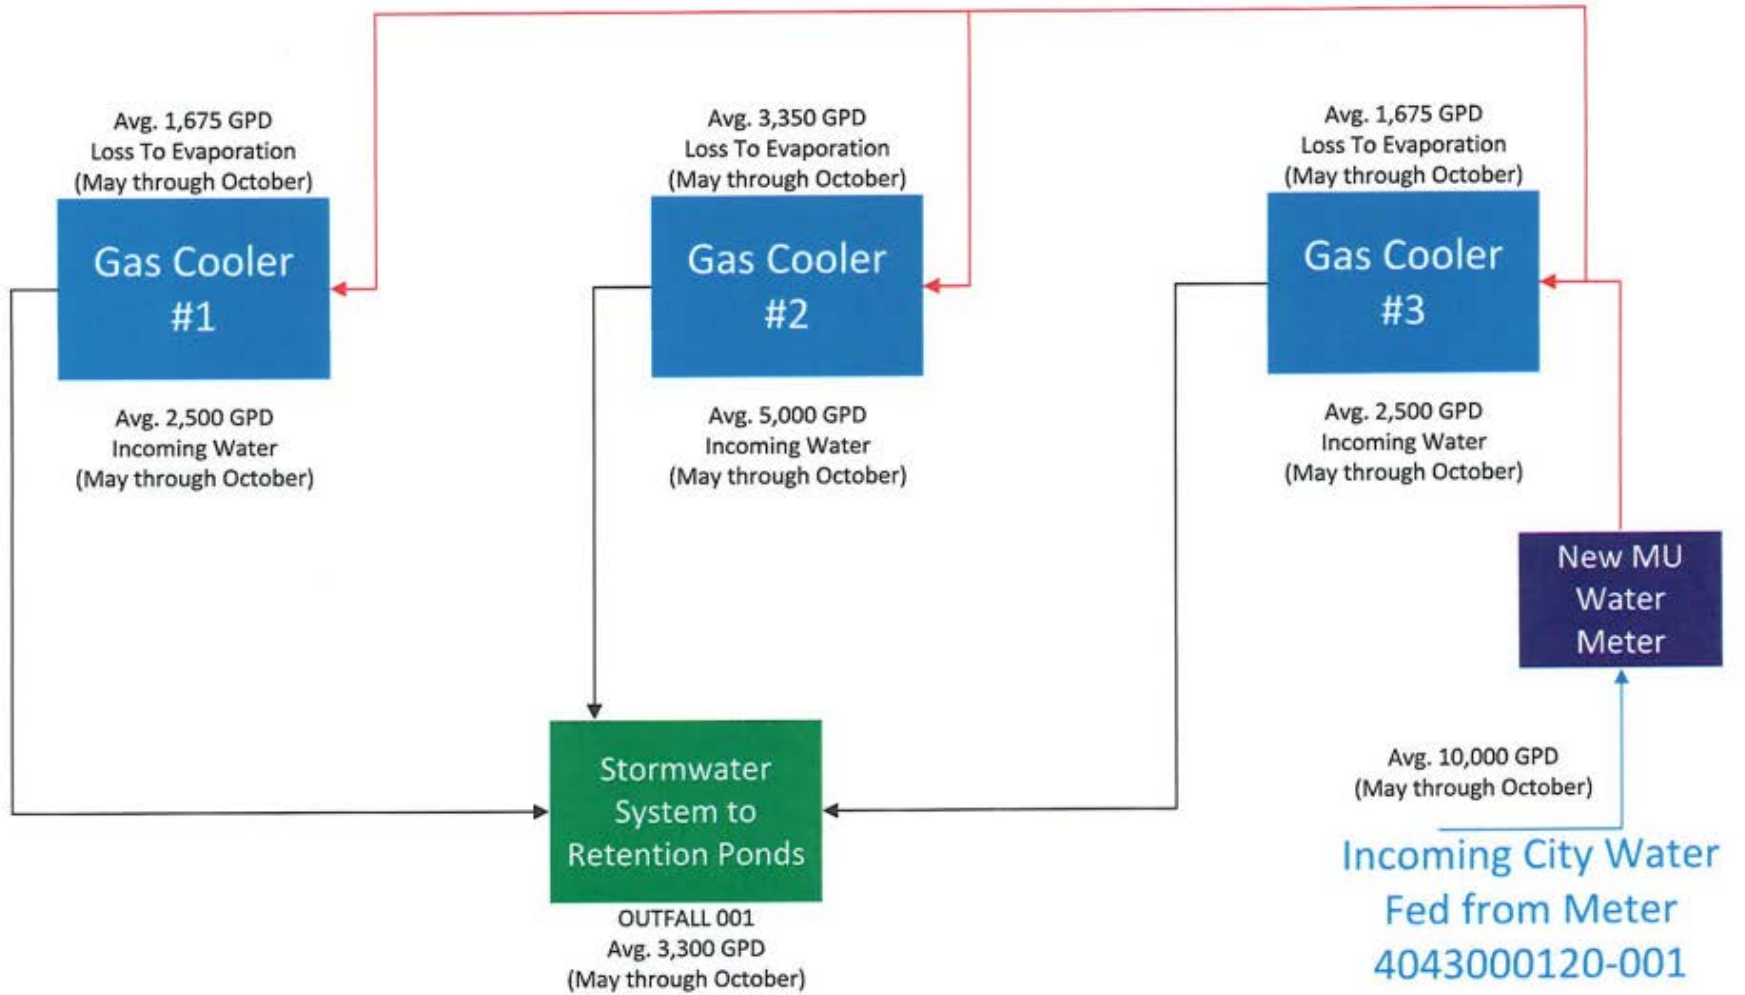 Avg. 1,675 GPD
Loss To Evaporation
(May through October)
Gas Cooler
#1
Avg. 2,500 GPD
Incoming Water
(May through October)
Avg. 3,350 GPD
Loss To Evaporation
(May through October)
Gas Cooler
#2
Avg. 5,000 GPD
Incoming Water
(May through October)
Avg. 1,675 GPD
Loss To Evaporation
(May through October)
Gas Cooler
#3
Avg. 2,500 GPD
Incoming Water
(May through October)
New MU
Water
Meter
Avg. 10,000 GPD
(May through October)
Incoming City Water
Fed from Meter
4043000120-001
Stormwater
System to
Retention Ponds
OUTFALL 001
Avg. 3,300 GPD
(May through October)